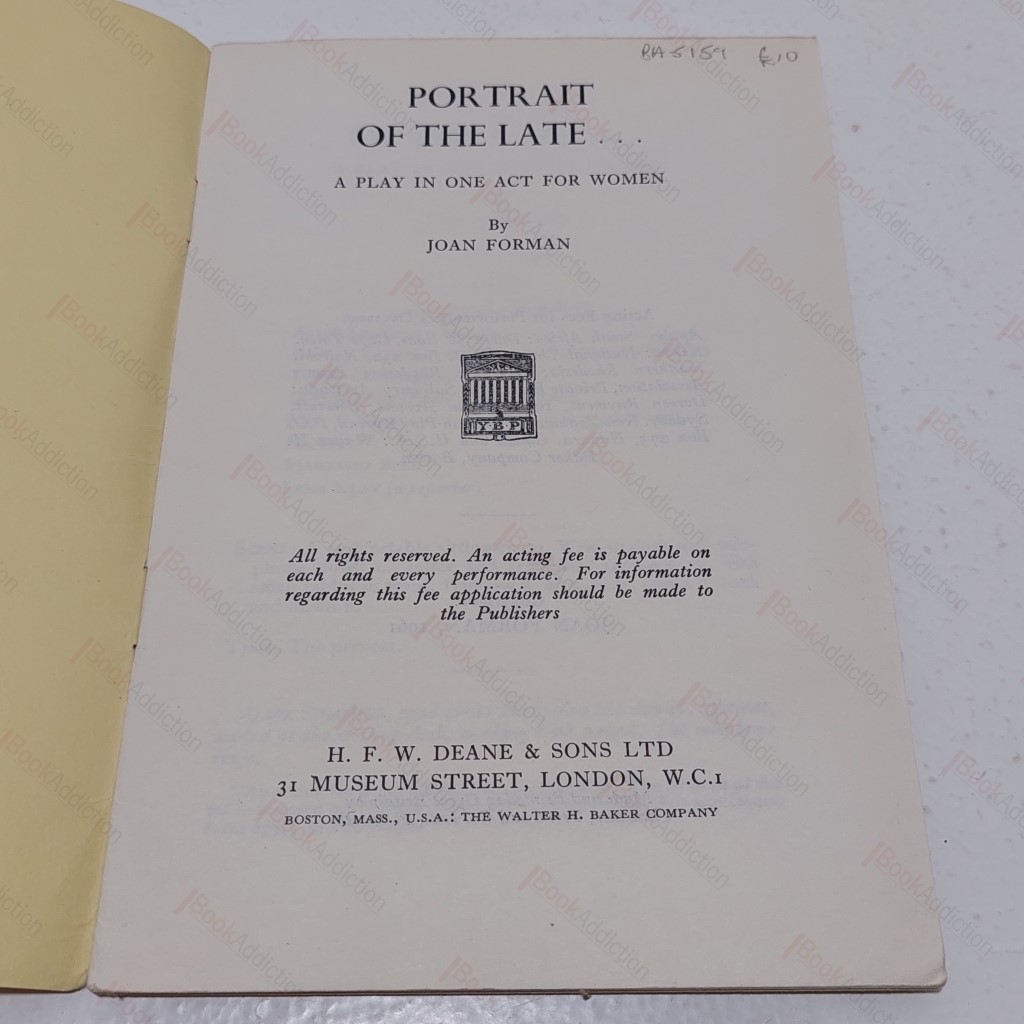 BA5159 £10
PORTRAIT
OF THE LATE . . .
A PLAY IN ONE ACT FOR WOMEN
By
JOAN FORMAN
Y B P
All rights reserved. An acting fee is payable on
each and every performance. For information
regarding this fee application should be made to
the Publishers
H. F. W. DEANE & SONS LTD
31 MUSEUM STREET, LONDON, W.C.1
BOSTON, MASS., U.S.A.: THE WALTER H. BAKER COMPANY
BookAddiction